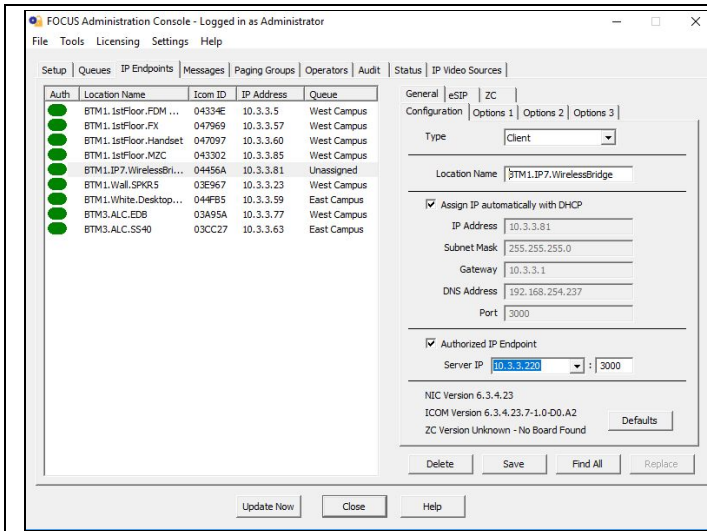 FOCUS Administration Console - Logged in as Administrator
File Tools Licensing Settings Help
Setup Queues IP Endpoints Messages Paging Groups Operators Audit Status IP Video Sources
Auth Location Name Icom ID IP Address Queue
BTM1.1stFloor.FDM ... 04334E 10.3.3.5 West Campus
BTM1.1stFloor.FX 047969 10.3.3.57 West Campus
BTM1.1stFloor.Handset 047097 10.3.3.60 West Campus
BTM1.1stFloor.MZC 043302 10.3.3.85 West Campus
BTM1.IP7.WirelessBri... 04456A 10.3.3.81 Unassigned
BTM1.Wall.SPKR5 03E967 10.3.3.23 West Campus
BTM1.White.Desktop... 044FB5 10.3.3.59 East Campus
BTM3.ALC.EDB 03A95A 10.3.3.77 West Campus
BTM3.ALC.SS40 03CC27 10.3.3.63 East Campus
General eSIP ZC
Configuration Options 1 Options 2 Options 3
Type Client
Location Name BTM1.IP7.WirelessBridge
Assign IP automatically with DHCP
IP Address 10.3.3.81
Subnet Mask 255.255.255.0
Gateway 10.3.3.1
DNS Address 192.168.254.237
Port 3000
Authorized IP Endpoint
Server IP 10.3.3.220 : 3000
NIC Version 6.3.4.23
ICOM Version 6.3.4.23.7-1.0-D0.A2
ZC Version Unknown - No Board Found
Defaults
Delete Save Find All Replace
Update Now Close Help